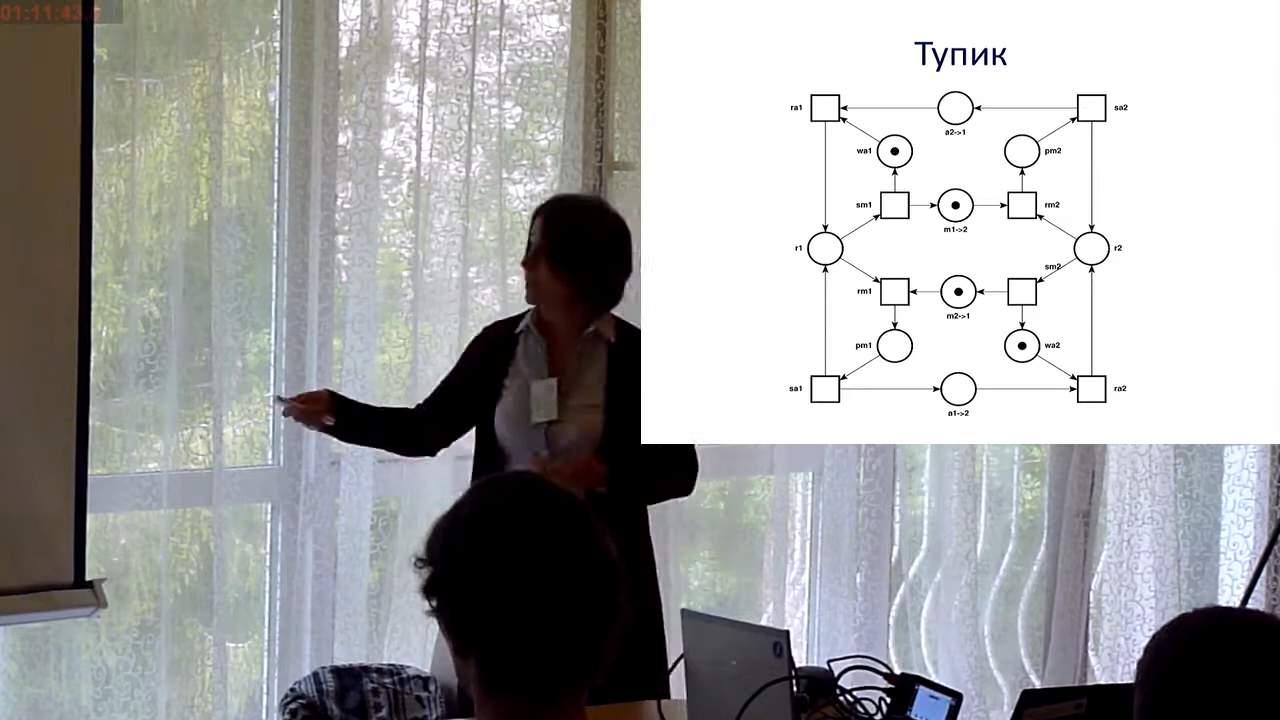 01:11:43.
Тупик
ra1
a2->1
sa2
wa1
pm2
sm1
m1->2
rm2
r1
r2
sm2
rm1
m2->1
pm1
wa2
sa1
a1->2
ra2